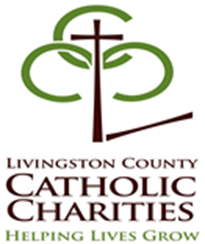 LIVINGSTON COUNTY
CATHOLIC
CHARITIES
HELPING LIVES GROW